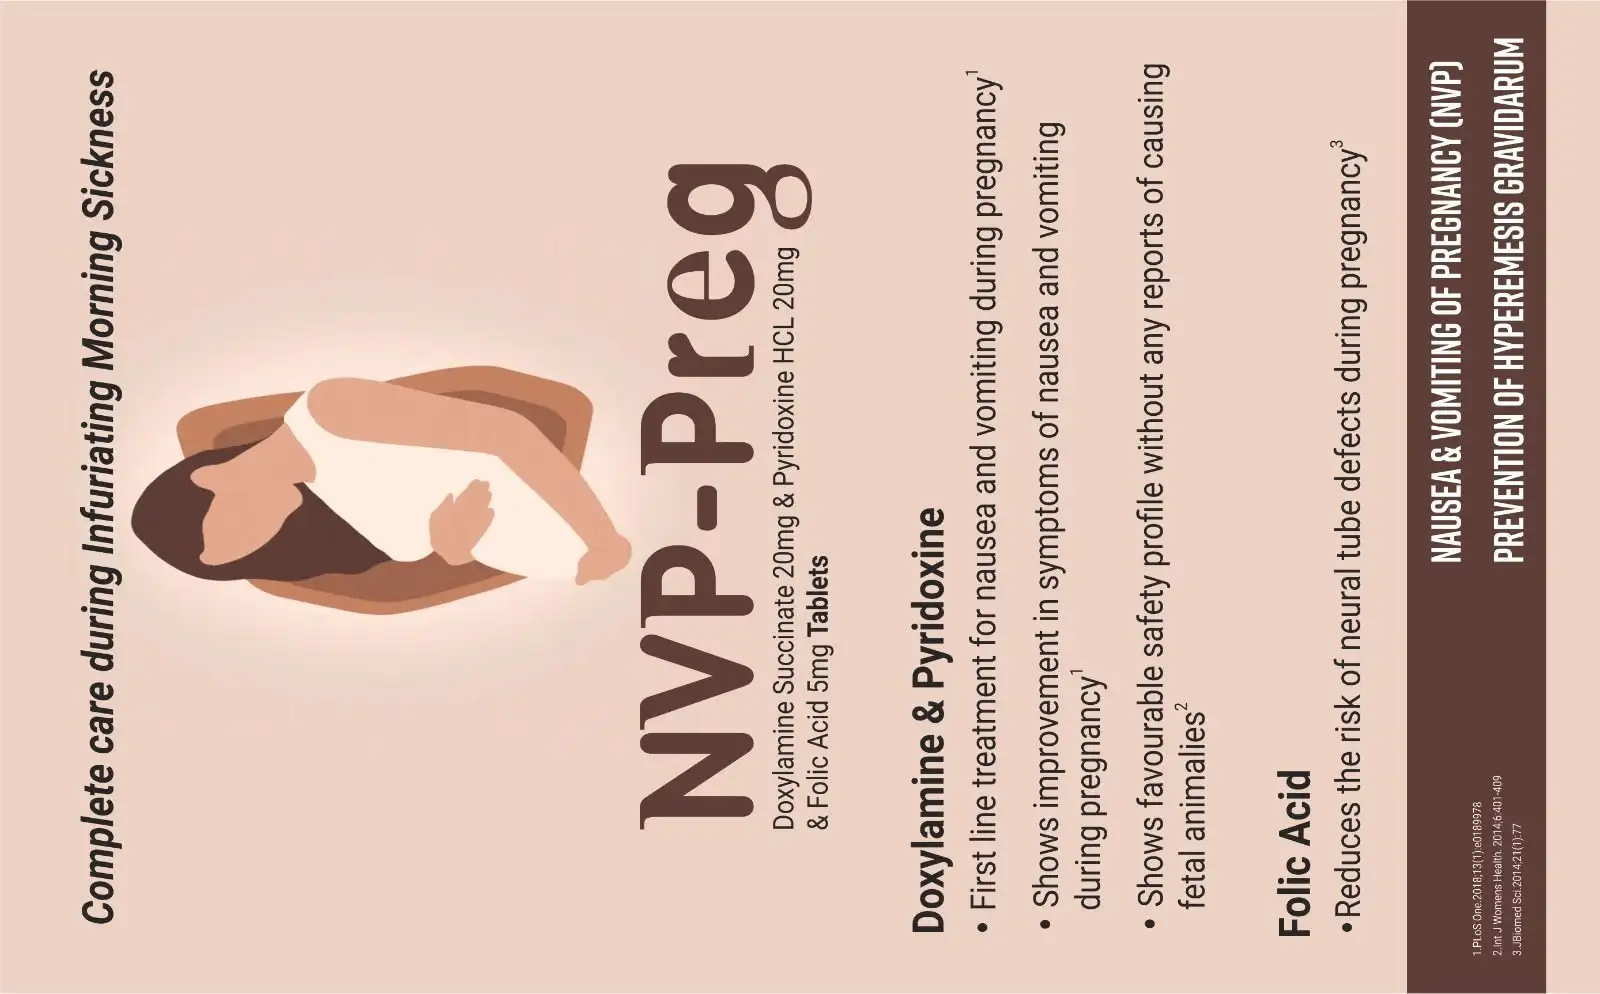 Complete care during Infuriating Morning Sickness
NVP-Preg
Doxylamine Succinate 20mg & Pyridoxine HCL 20mg
& Folic Acid 5mg Tablets
Doxylamine & Pyridoxine
• First line treatment for nausea and vomiting during pregnancy1
• Shows improvement in symptoms of nausea and vomiting
during pregnancy1
• Shows favourable safety profile without any reports of causing
fetal animalies2
Folic Acid
• Reduces the risk of neural tube defects during pregnancy3
NAUSEA & VOMITING OF PREGNANCY (NVP)
PREVENTION OF HYPEREMESIS GRAVIDARUM
1.PLoS One.2018;13(1):e0189978
2.Int J Womens Health. 2014;6:401-409
3.JBiomed Sci.2014;21(1):77